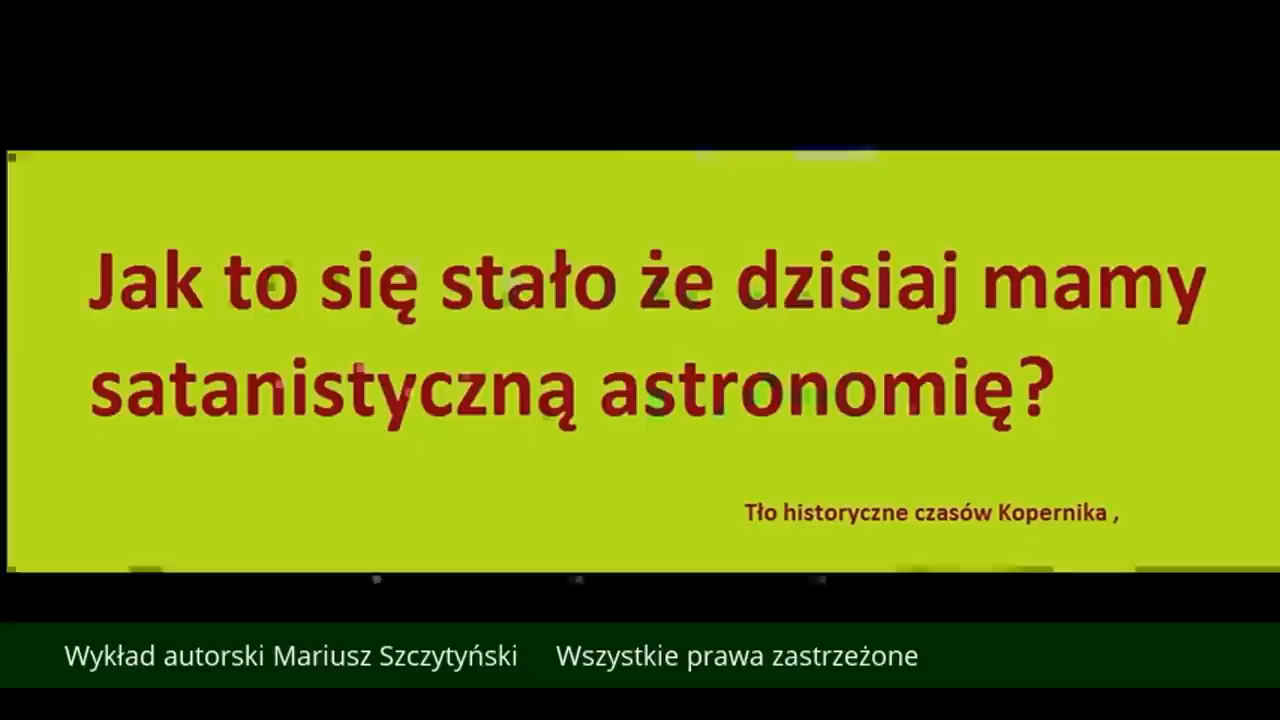 Jak to się stało że dzisiaj mamy
satanistyczną astronomię?
Tło historyczne czasów Kopernika ,
Wykład autorski Mariusz Szczytyński Wszystkie prawa zastrzeżone